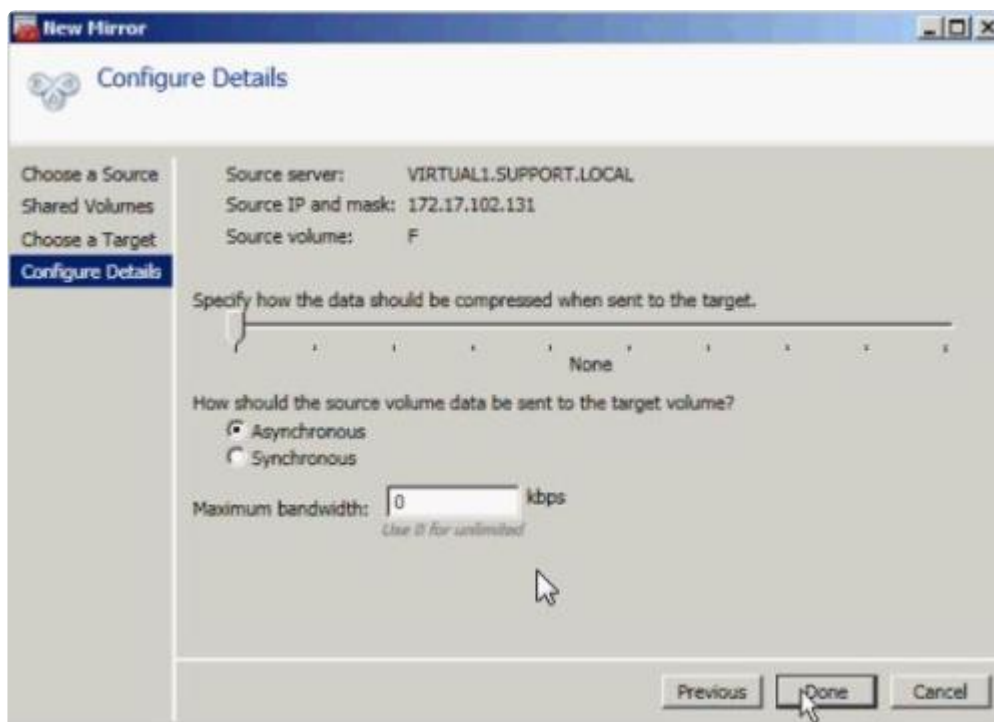 New Mirror
Configure Details
Choose a Source
Shared Volumes
Choose a Target
Configure Details
Source server: VIRTUAL1.SUPPORT.LOCAL
Source IP and mask: 172.17.102.131
Source volume: F
Specify how the data should be compressed when sent to the target.
None
How should the source volume data be sent to the target volume?
Asynchronous
Synchronous
Maximum bandwidth: 0 kbps
Use 0 for unlimited
Previous Done Cancel